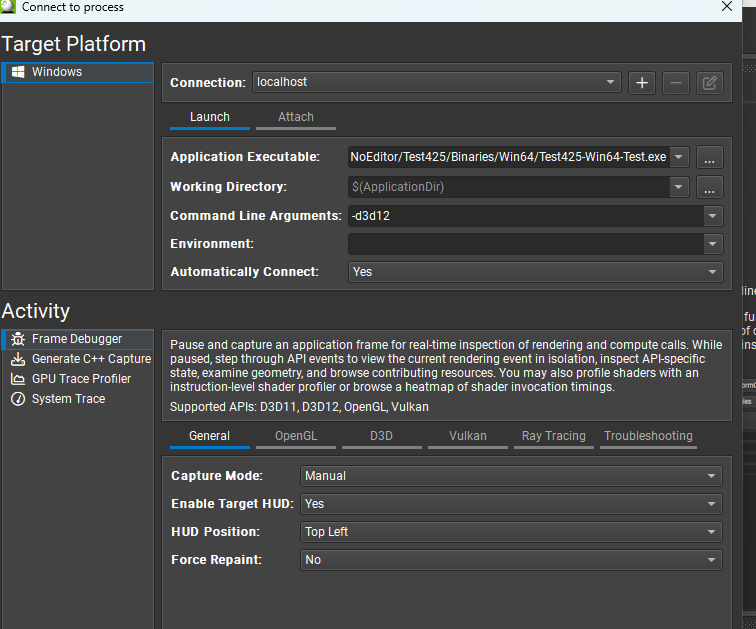 Connect to process
Target Platform
Windows
Connection: localhost
Launch Attach
Application Executable: NoEditor/Test425/Binaries/Win64/Test425-Win64-Test.exe ...
Working Directory: $(ApplicationDir) ...
Command Line Arguments: -d3d12
Environment:
Automatically Connect: Yes
Activity
Frame Debugger
Generate C++ Capture
GPU Trace Profiler
System Trace
Pause and capture an application frame for real-time inspection of rendering and compute calls. While
paused, step through API events to view the current rendering event in isolation, inspect API-specific
state, examine geometry, and browse contributing resources. You may also profile shaders with an
instruction-level shader profiler or browse a heatmap of shader invocation timings.
Supported APIs: D3D11, D3D12, OpenGL, Vulkan
General OpenGL D3D Vulkan Ray Tracing Troubleshooting
Capture Mode: Manual
Enable Target HUD: Yes
HUD Position: Top Left
Force Repaint: No